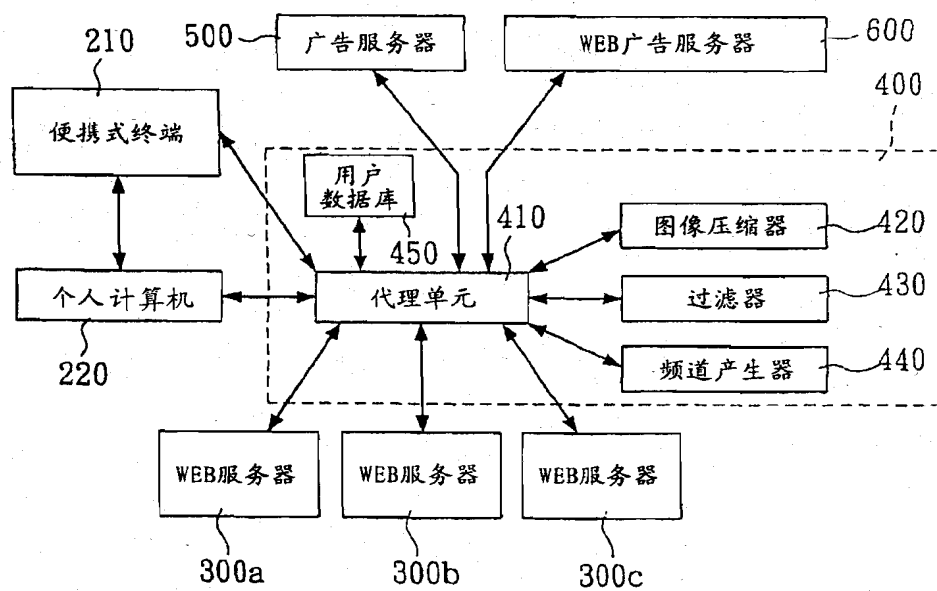 500
广告服务器
WEB广告服务器
600
210
400
便携式终端
用户
数据库
450
410
图像压缩器
420
个人计算机
220
代理单元
过滤器
430
频道产生器
440
WEB服务器
WEB服务器
WEB服务器
300a
300b
300c